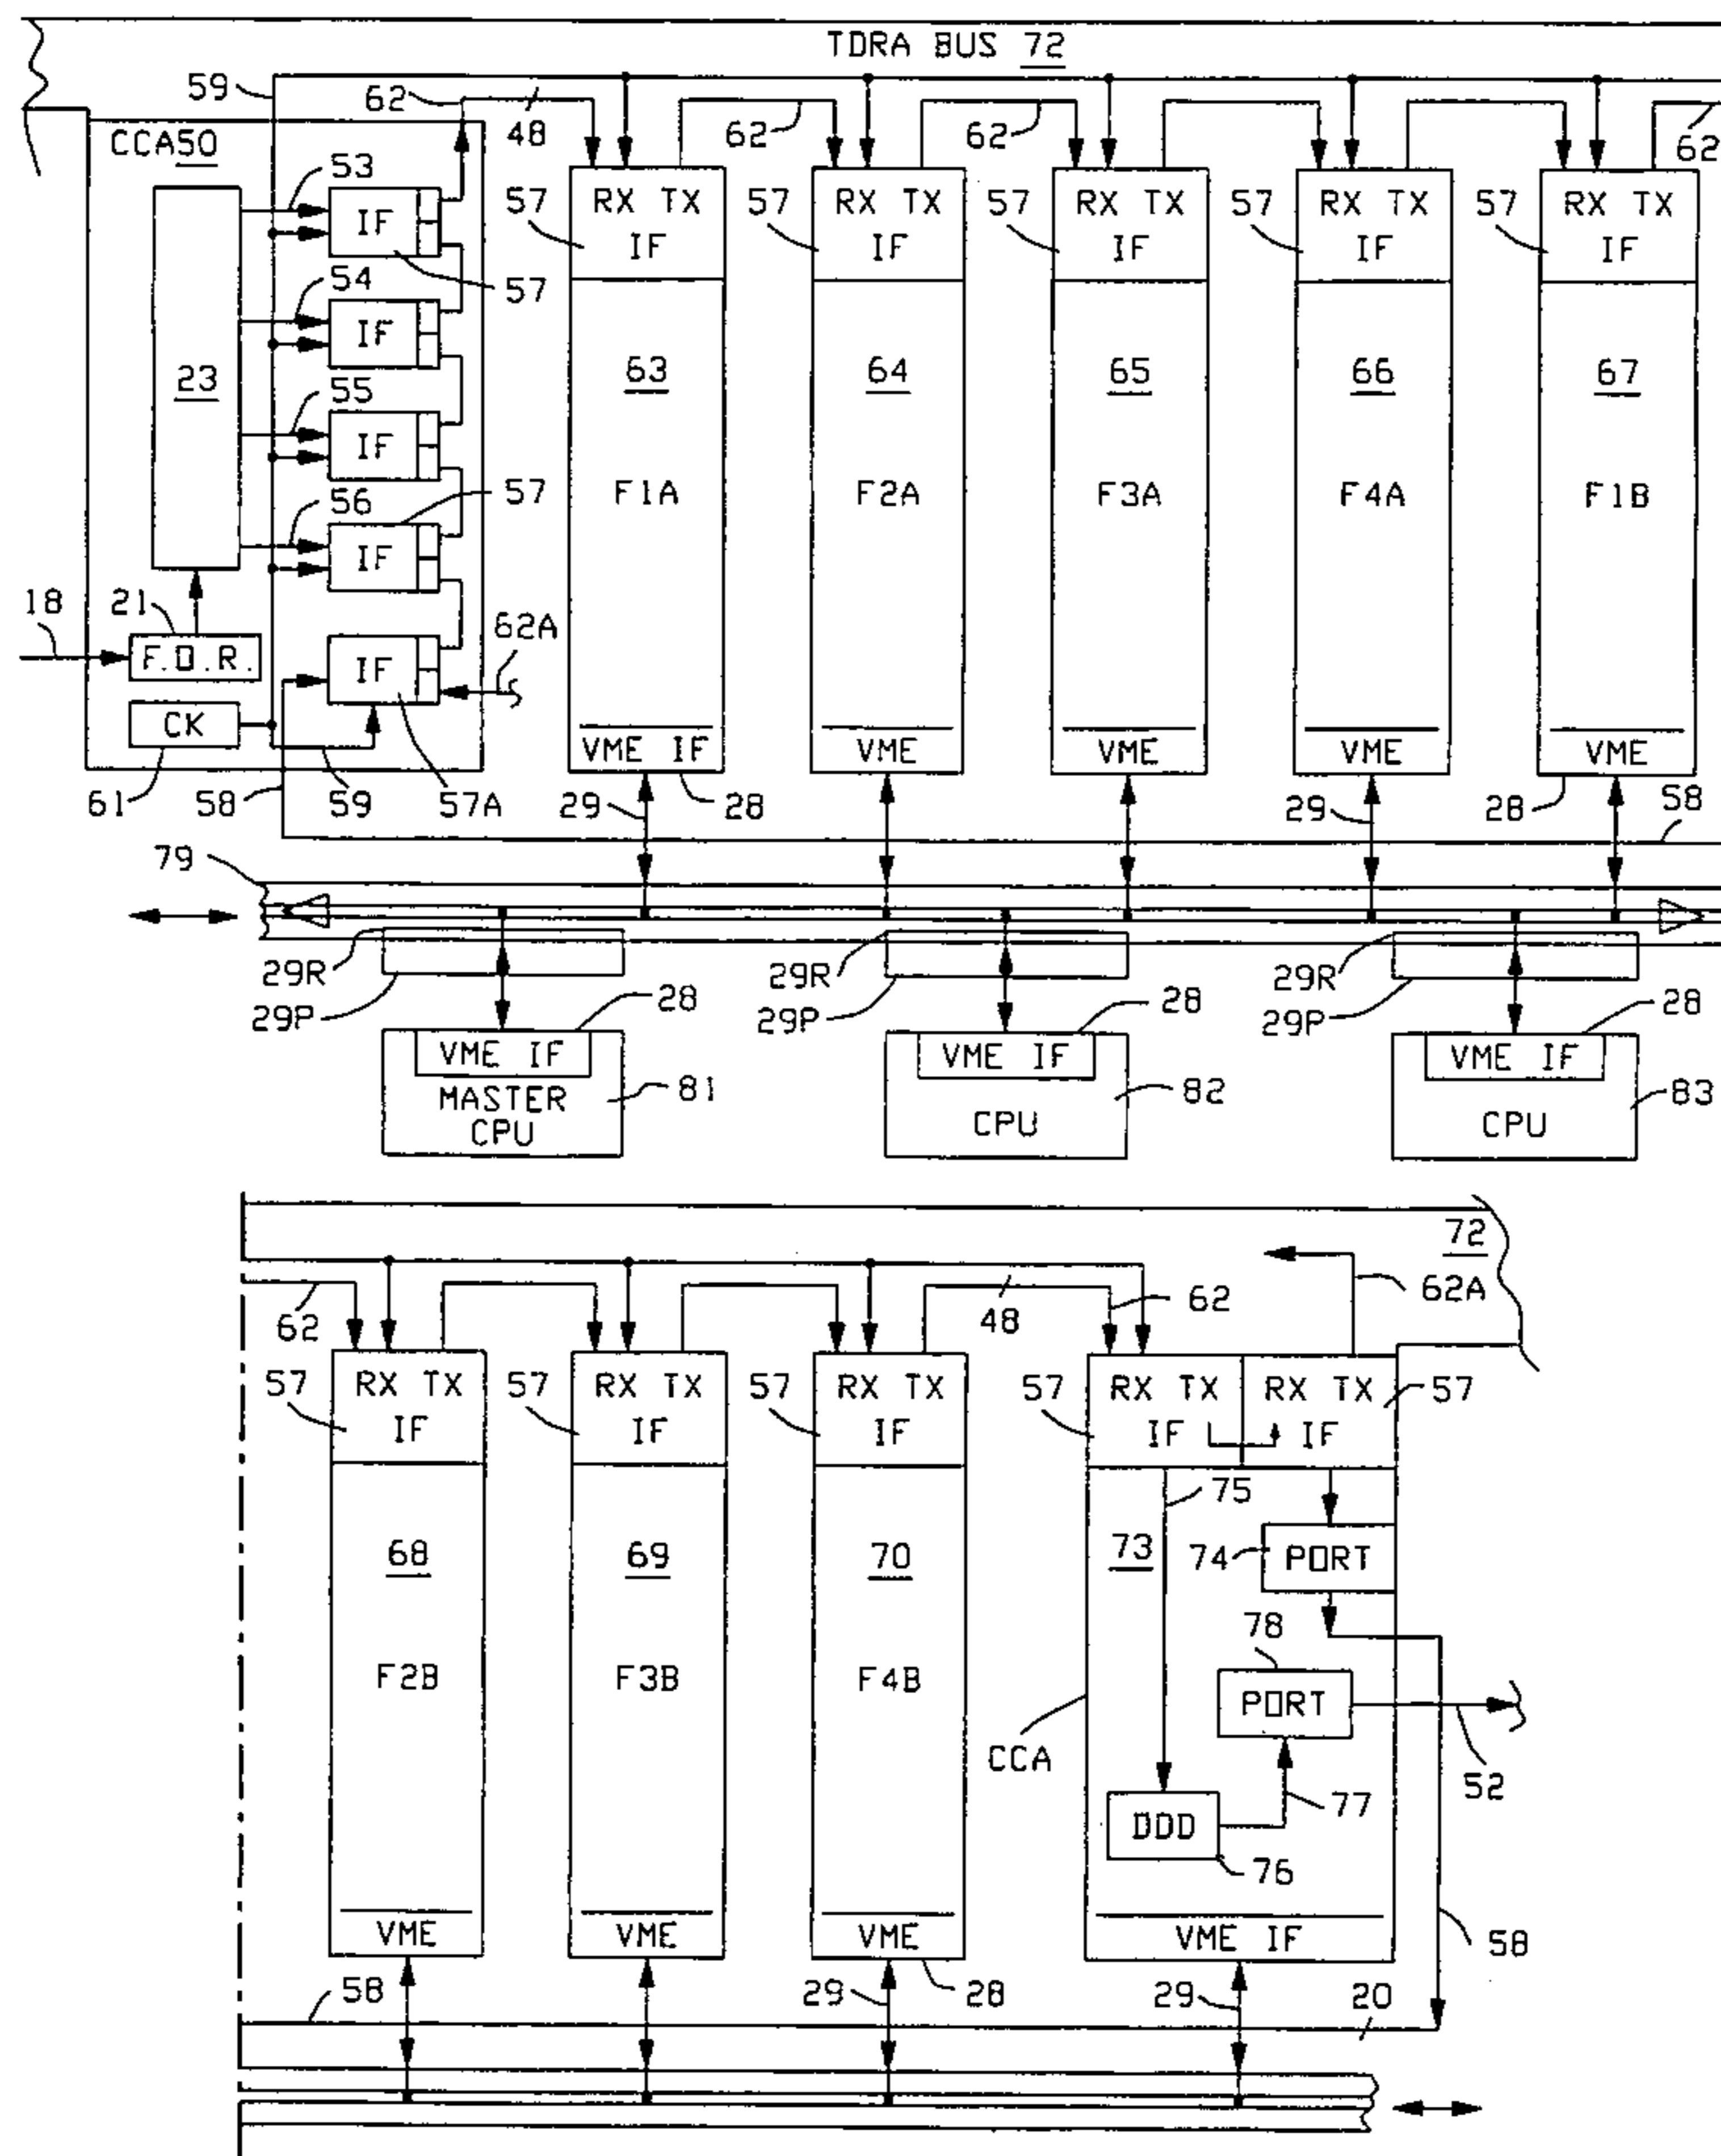 TDRA BUS 72
59
62
48
62
62
62
CCA50
53
IF
57
54
IF
23
55
IF
56
57
IF
18
21
F.O.R.
62A
IF
CK
61
58
59
57A
57
RX TX
IF
57
RX TX
IF
57
RX TX
IF
57
RX TX
IF
57
RX TX
IF
63
64
65
66
67
F1A
F2A
F3A
F4A
F1B
VME IF
VME
VME
VME
VME
29
28
29
28
58
79
29R
29P
28
29R
29P
28
29R
29P
28
VME IF
MASTER
CPU
81
VME IF
CPU
82
VME IF
CPU
83
72
62
48
62
62A
57
RX TX
IF
57
RX TX
IF
57
RX TX
IF
57
RX TX
IF
RX TX
IF
57
75
68
69
70
73
74
PORT
78
F2B
F3B
F4B
PORT
CCA
52
77
DDD
76
VME
VME
VME
VME IF
58
58
29
28
29
20